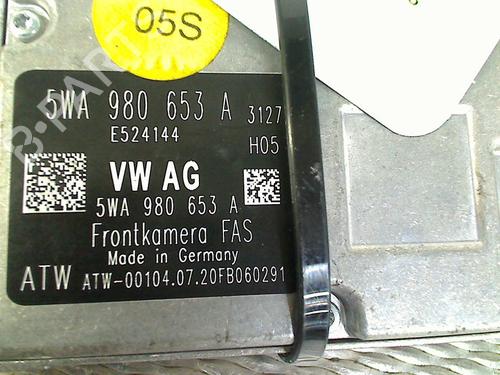 05S
5WA 980 653 A 3127
E524144 H05
VW AG
5WA 980 653 A
Frontkamera FAS
Made in Germany
ATW ATW-00104.07.20FB060291
B-PARTS